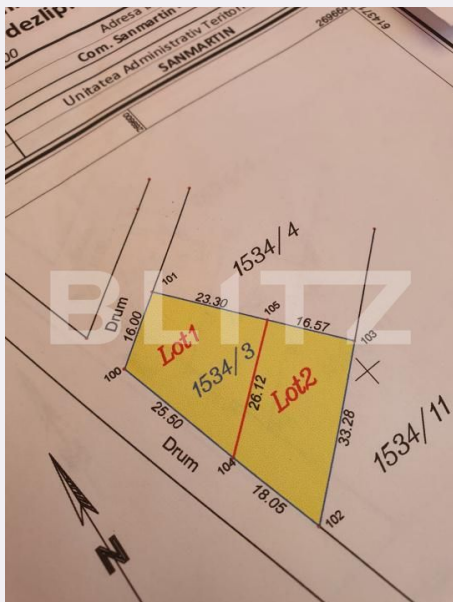 dezlip
Adresa
Com. Sanmartin
Unitatea Administrativ Teritori
SANMARTIN
1534/4
101
23.30
105
16.57
103
Drum
16.00
Lot1
1534/3
26.12
Lot2
100
25.50
33.28
1534/11
Drum
104
18.05
102
N
BLITZ